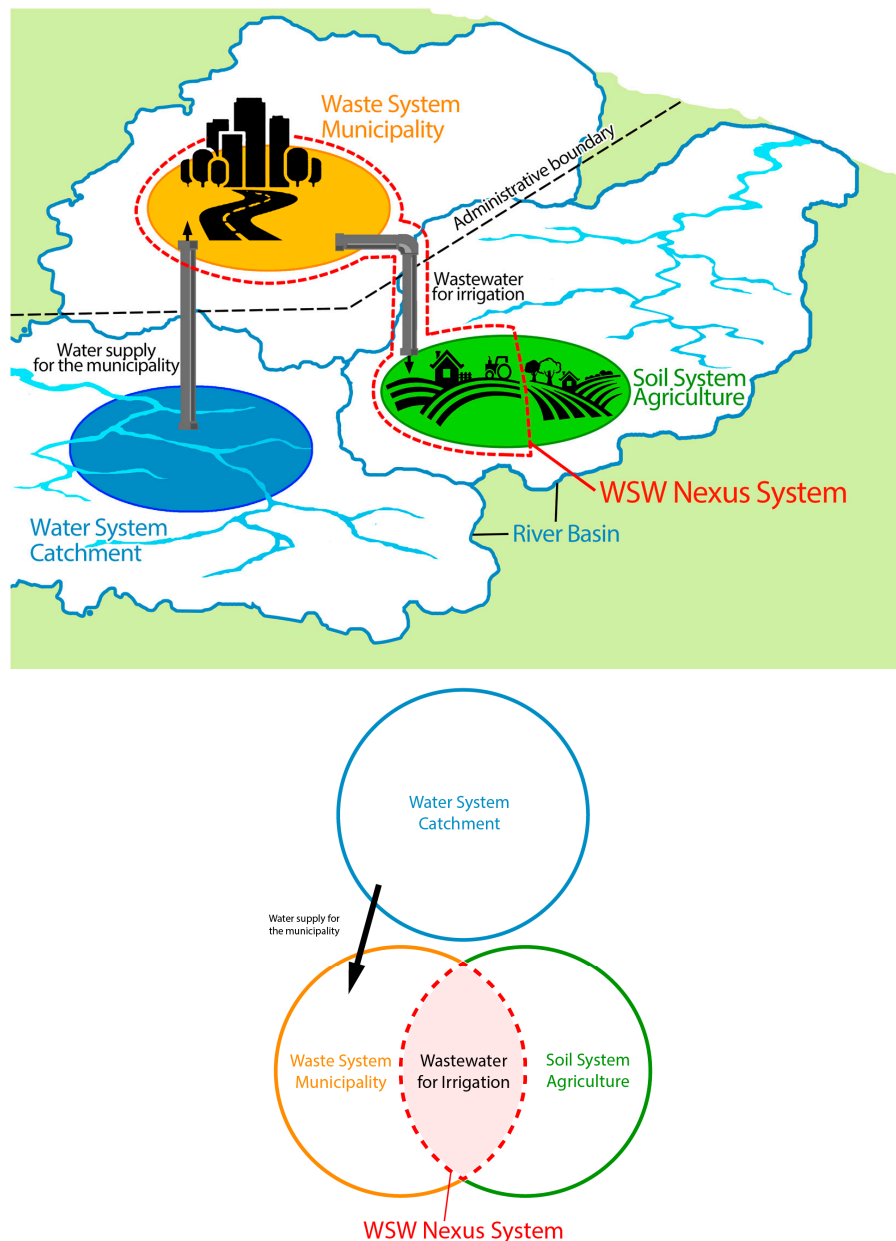 Waste System
Municipality
Administrative boundary
Wastewater
for irrigation
Water supply
for the municipality
Soil System
Agriculture
WSW Nexus System
Water System
Catchment
River Basin
Water System
Catchment
Water supply for
the municipality
Waste System
Municipality
Wastewater
for Irrigation
Soil System
Agriculture
WSW Nexus System